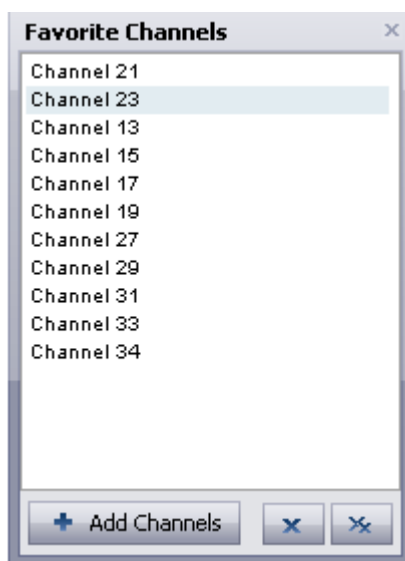 Favorite Channels
Channel 21
Channel 23
Channel 13
Channel 15
Channel 17
Channel 19
Channel 27
Channel 29
Channel 31
Channel 33
Channel 34
Add Channels